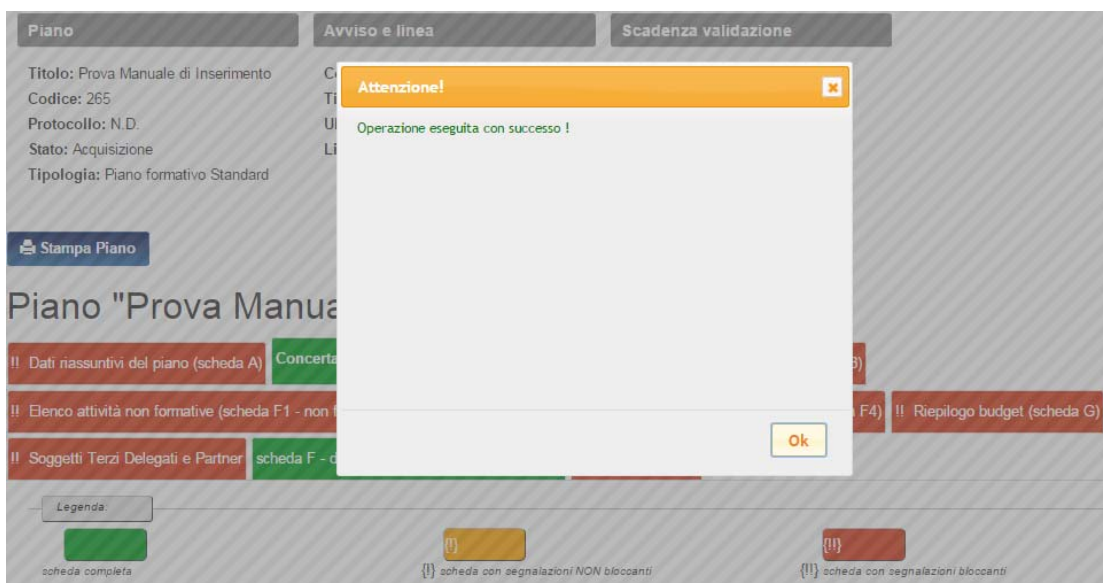 Piano
Avviso e linea
Scadenza validazione
Titolo: Prova Manuale di Inserimento
Codice: 265
Protocollo: N.D.
Stato: Acquisizione
Tipologia: Piano formativo Standard
Attenzione!
Operazione eseguita con successo !
Ok
Stampa Piano
Piano "Prova Manua
!! Dati riassuntivi del piano (scheda A)
Concerta
!! Elenco attività non formative (scheda F1 - non f
F4)
!! Riepilogo budget (scheda G)
!! Soggetti Terzi Delegati e Partner
scheda F - d
Legenda:
{!}
{!!}
scheda completa
{!} scheda con segnalazioni NON bloccanti
{!!} scheda con segnalazioni bloccanti